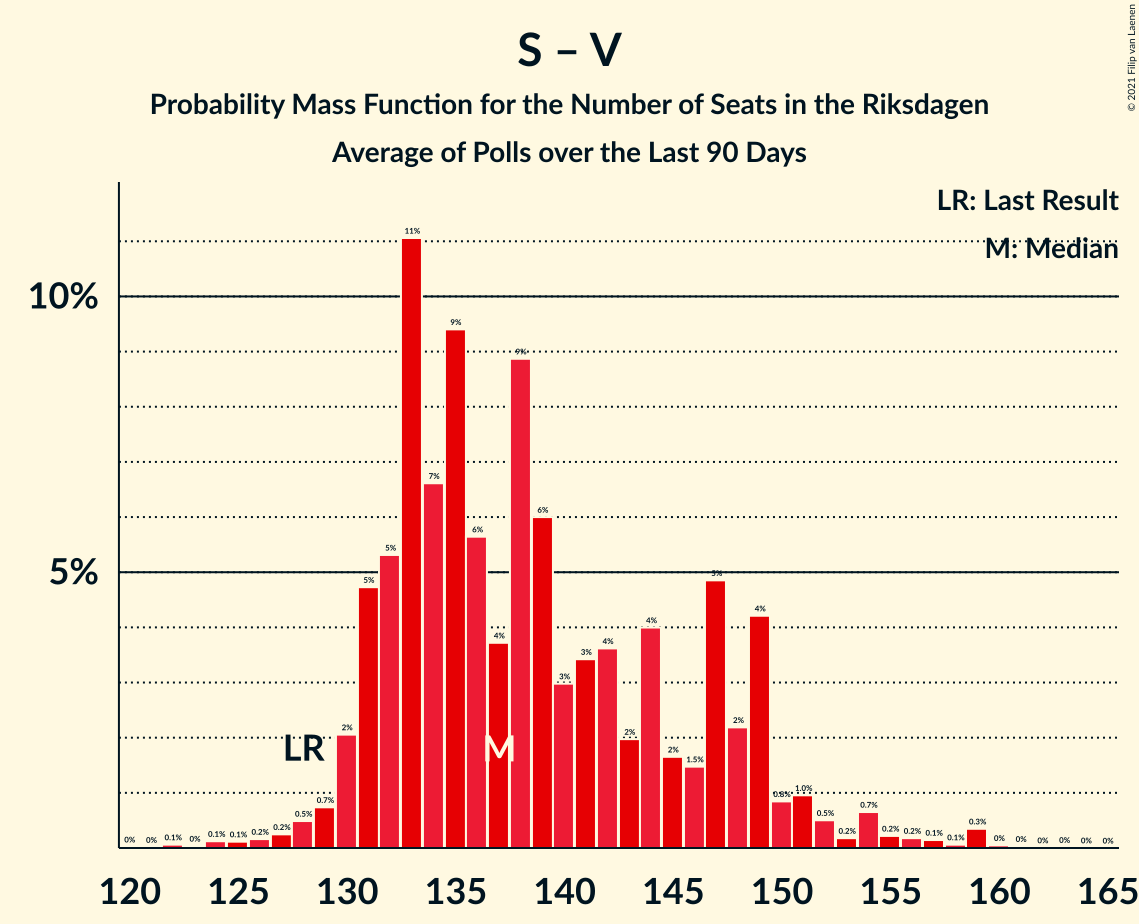 S – V
Probability Mass Function for the Number of Seats in the Riksdagen
Average of Polls over the Last 90 Days
© 2021 Filip van Laenen
LR: Last Result
M: Median
10%
5%
0% 0% 0.1% 0% 0.1% 0.1% 0.2% 0.2% 0.5% 0.7% 2% 5% 5% 11% 7% 9% 6% 4% 9% 6% 3% 3% 4% 2% 4% 2% 1.5% 5% 2% 4% 0.8% 1.0% 0.5% 0.2% 0.7% 0.2% 0.2% 0.1% 0.1% 0.3% 0% 0% 0% 0% 0% 0%
LR M
120 125 130 135 140 145 150 155 160 165